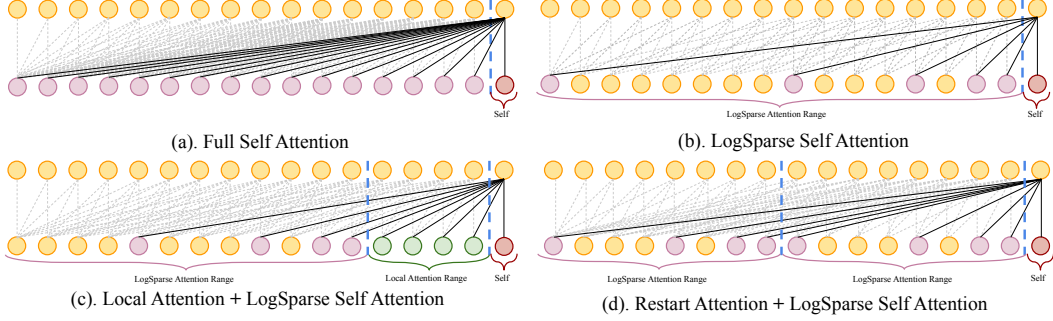 Self
(a). Full Self Attention
LogSparse Attention Range
Self
(b). LogSparse Self Attention
LogSparse Attention Range
Local Attention Range
Self
(c). Local Attention + LogSparse Self Attention
LogSparse Attention Range
LogSparse Attention Range
Self
(d). Restart Attention + LogSparse Self Attention